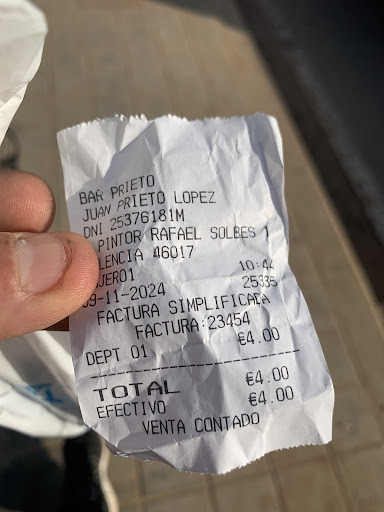 BAR PRIETO
JUAN PRIETO LOPEZ
DNI 25376181M
PINTOR RAFAEL SOLBES 1
LENCIA 46017
JERO1 10:44
09-11-2024 25335
FACTURA SIMPLIFICADA
FACTURA:23454
DEPT 01 €4.00
TOTAL €4.00
EFECTIVO €4.00
VENTA CONTADO